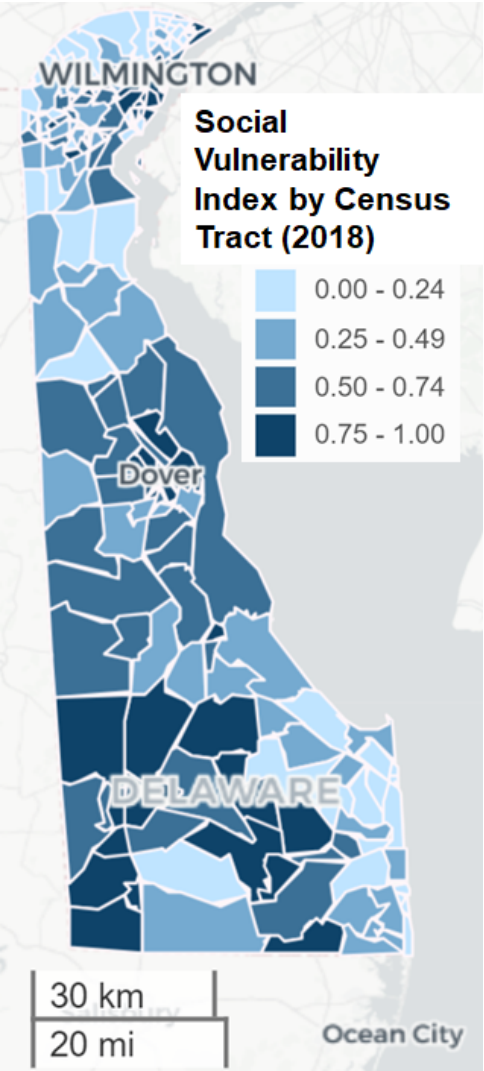 WILMINGTON
Social
Vulnerability
Index by Census
Tract (2018)
0.00 - 0.24
0.25 - 0.49
0.50 - 0.74
0.75 - 1.00
Dover
DELAWARE
30 km
Salisbury
20 mi
Ocean City